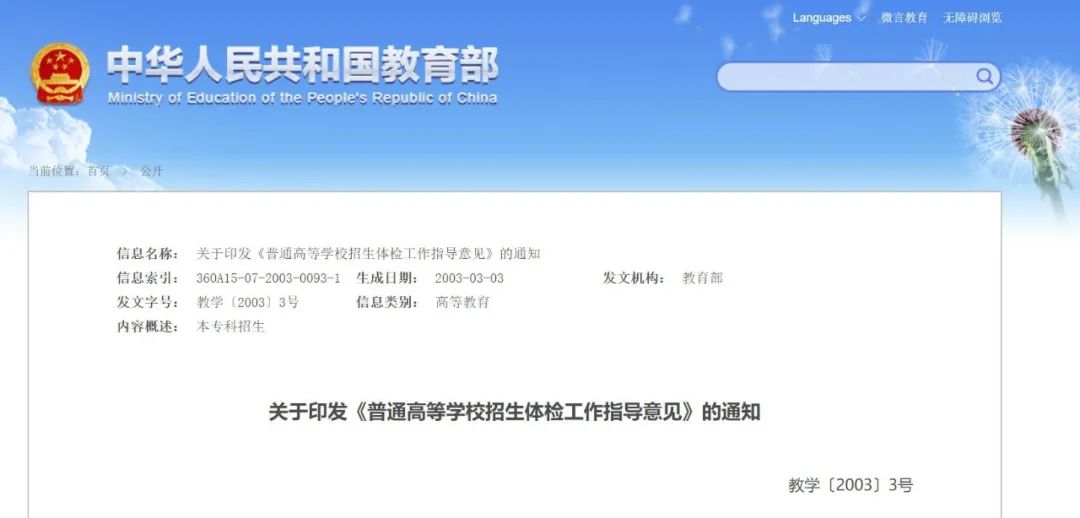 Languages 微言教育 无障碍浏览
中华人民共和国教育部
Ministry of Education of the People's Republic of China
当前位置： 首页 > 公开
信息名称： 关于印发《普通高等学校招生体检工作指导意见》的通知
信息索引： 360A15-07-2003-0093-1 生成日期： 2003-03-03 发文机构： 教育部
发文字号： 教学〔2003〕3号 信息类别： 高等教育
内容概述： 本专科招生
关于印发《普通高等学校招生体检工作指导意见》的通知
教学〔2003〕3号